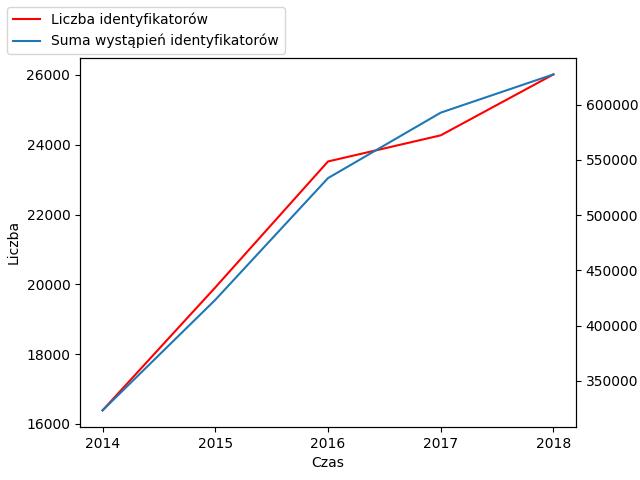 Liczba identyfikatorów
Suma wystąpień identyfikatorów
26000
24000
22000
20000
18000
16000
Liczba
600000
550000
500000
450000
400000
350000
2014 2015 2016 2017 2018
Czas